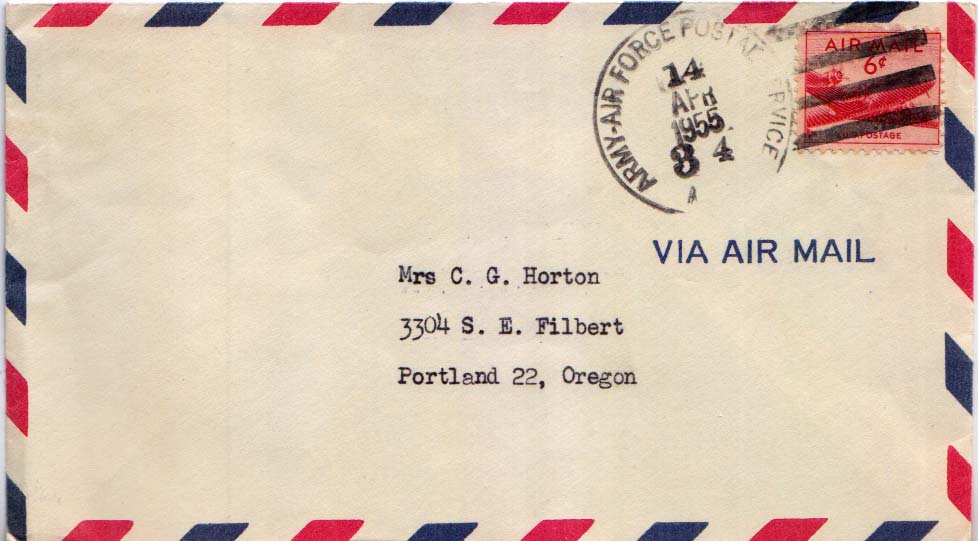 ARMY-AIR FORCE POSTAL SERVICE
14
APR
1955
3 4
A
AIR MAIL
6¢
POSTAGE
VIA AIR MAIL
Mrs C. G. Horton
3304 S. E. Filbert
Portland 22, Oregon